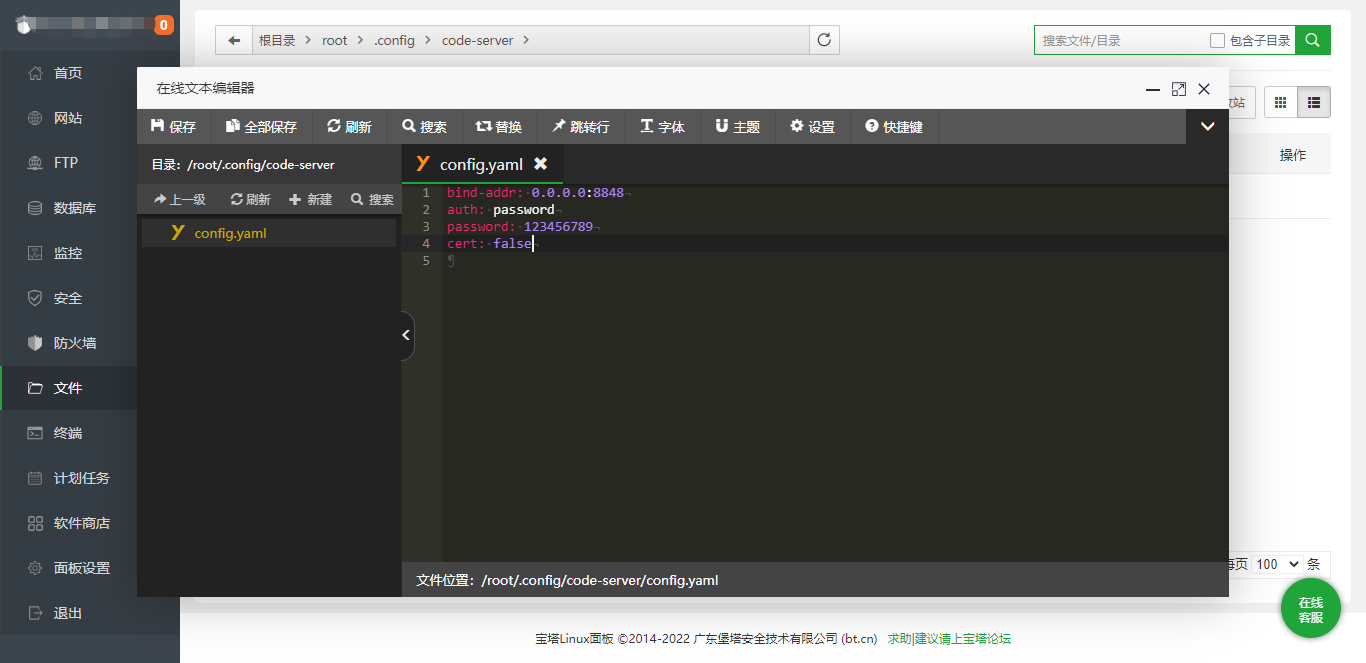 0
首页
网站
FTP
数据库
监控
安全
防火墙
文件
终端
计划任务
软件商店
面板设置
退出
根目录 root .config code-server
搜索文件/目录 包含子目录
在线文本编辑器
保存 全部保存 刷新 搜索 替换 跳转行 字体 主题 设置 快捷键
目录：/root/.config/code-server
上一级 刷新 新建 搜索
config.yaml
config.yaml
1 bind-addr: 0.0.0.0:8848
2 auth: password
3 password: 123456789
4 cert: false
5
文件位置：/root/.config/code-server/config.yaml
站
操作
每页 100 条
在线
客服
宝塔Linux面板 ©2014-2022 广东堡塔安全技术有限公司 (bt.cn) 求助|建议请上宝塔论坛